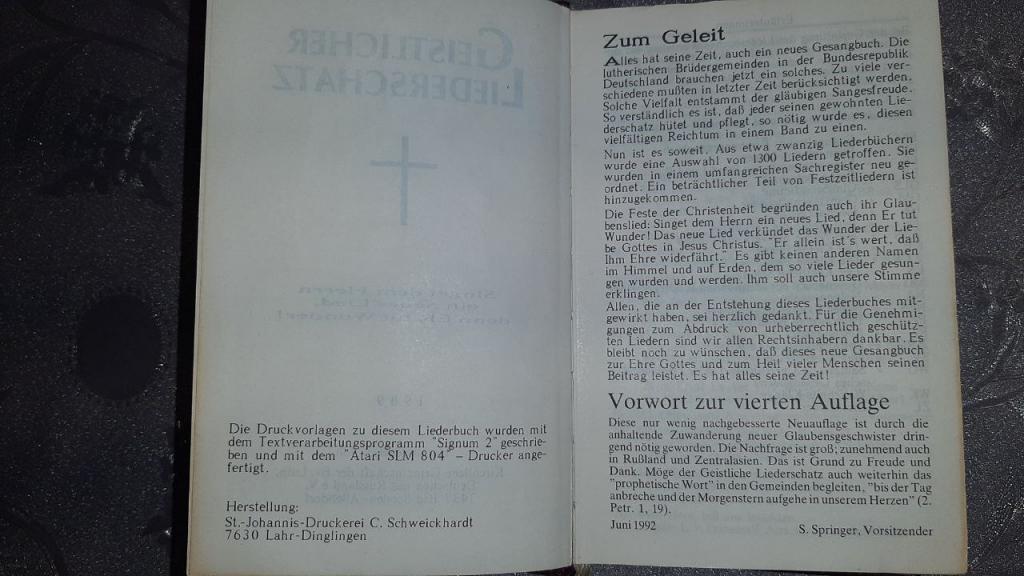 GEISTLICHER
LIEDERSCHATZ
Singet dem Herrn
ein neues Lied,
denn Er tut Wunder!
1989
Die Druckvorlagen zu diesem Liederbuch wurden mit
dem Textverarbeitungsprogramm "Signum 2" geschrie-
ben und mit dem "Atari SLM 804" - Drucker ange-
fertigt.
Herstellung:
St.-Johannis-Druckerei C. Schweickhardt
7630 Lahr-Dinglingen
Zum Geleit
Alles hat seine Zeit, auch ein neues Gesangbuch. Die
lutherischen Brüdergemeinden in der Bundesrepublik
Deutschland brauchen jetzt ein solches. Zu viele ver-
schiedene mußten in letzter Zeit berücksichtigt werden.
Solche Vielfalt entstammt der gläubigen Sangesfreude.
So verständlich es ist, daß jeder seinen gewohnten Lie-
derschatz hütet und pflegt, so nötig wurde es, diesen
vielfältigen Reichtum in einem Band zu einen.
Nun ist es soweit. Aus etwa zwanzig Liederbüchern
wurde eine Auswahl von 1300 Liedern getroffen. Sie
wurden in einem umfangreichen Sachregister neu ge-
ordnet. Ein beträchtlicher Teil von Festzeitliedern ist
hinzugekommen.
Die Feste der Christenheit begründen auch ihr Glau-
benslied: Singet dem Herrn ein neues Lied, denn Er tut
Wunder! Das neue Lied verkündet das Wunder der Lie-
be Gottes in Jesus Christus. "Er allein ist's wert, daß
Ihm Ehre widerfährt." Es gibt keinen anderen Namen
im Himmel und auf Erden, dem so viele Lieder gesun-
gen wurden und werden. Ihm soll auch unsere Stimme
erklingen.
Allen, die an der Entstehung dieses Liederbuches mit-
gewirkt haben, sei herzlich gedankt. Für die Genehmi-
gungen zum Abdruck von urheberrechtlich geschütz-
ten Liedern sind wir allen Rechtsinhabern dankbar. Es
bleibt noch zu wünschen, daß dieses neue Gesangbuch
zur Ehre Gottes und zum Heil vieler Menschen seinen
Beitrag leistet. Es hat alles seine Zeit!
Vorwort zur vierten Auflage
Diese nur wenig nachgebesserte Neuauflage ist durch die
anhaltende Zuwanderung neuer Glaubensgeschwister drin-
gend nötig geworden. Die Nachfrage ist groß; zunehmend auch
in Rußland und Zentralasien. Das ist Grund zu Freude und
Dank. Möge der Geistliche Liederschatz auch weiterhin das
"prophetische Wort" in den Gemeinden begleiten, "bis der Tag
anbreche und der Morgenstern aufgehe in unserem Herzen" (2.
Petr. 1, 19).
Juni 1992 S. Springer, Vorsitzender